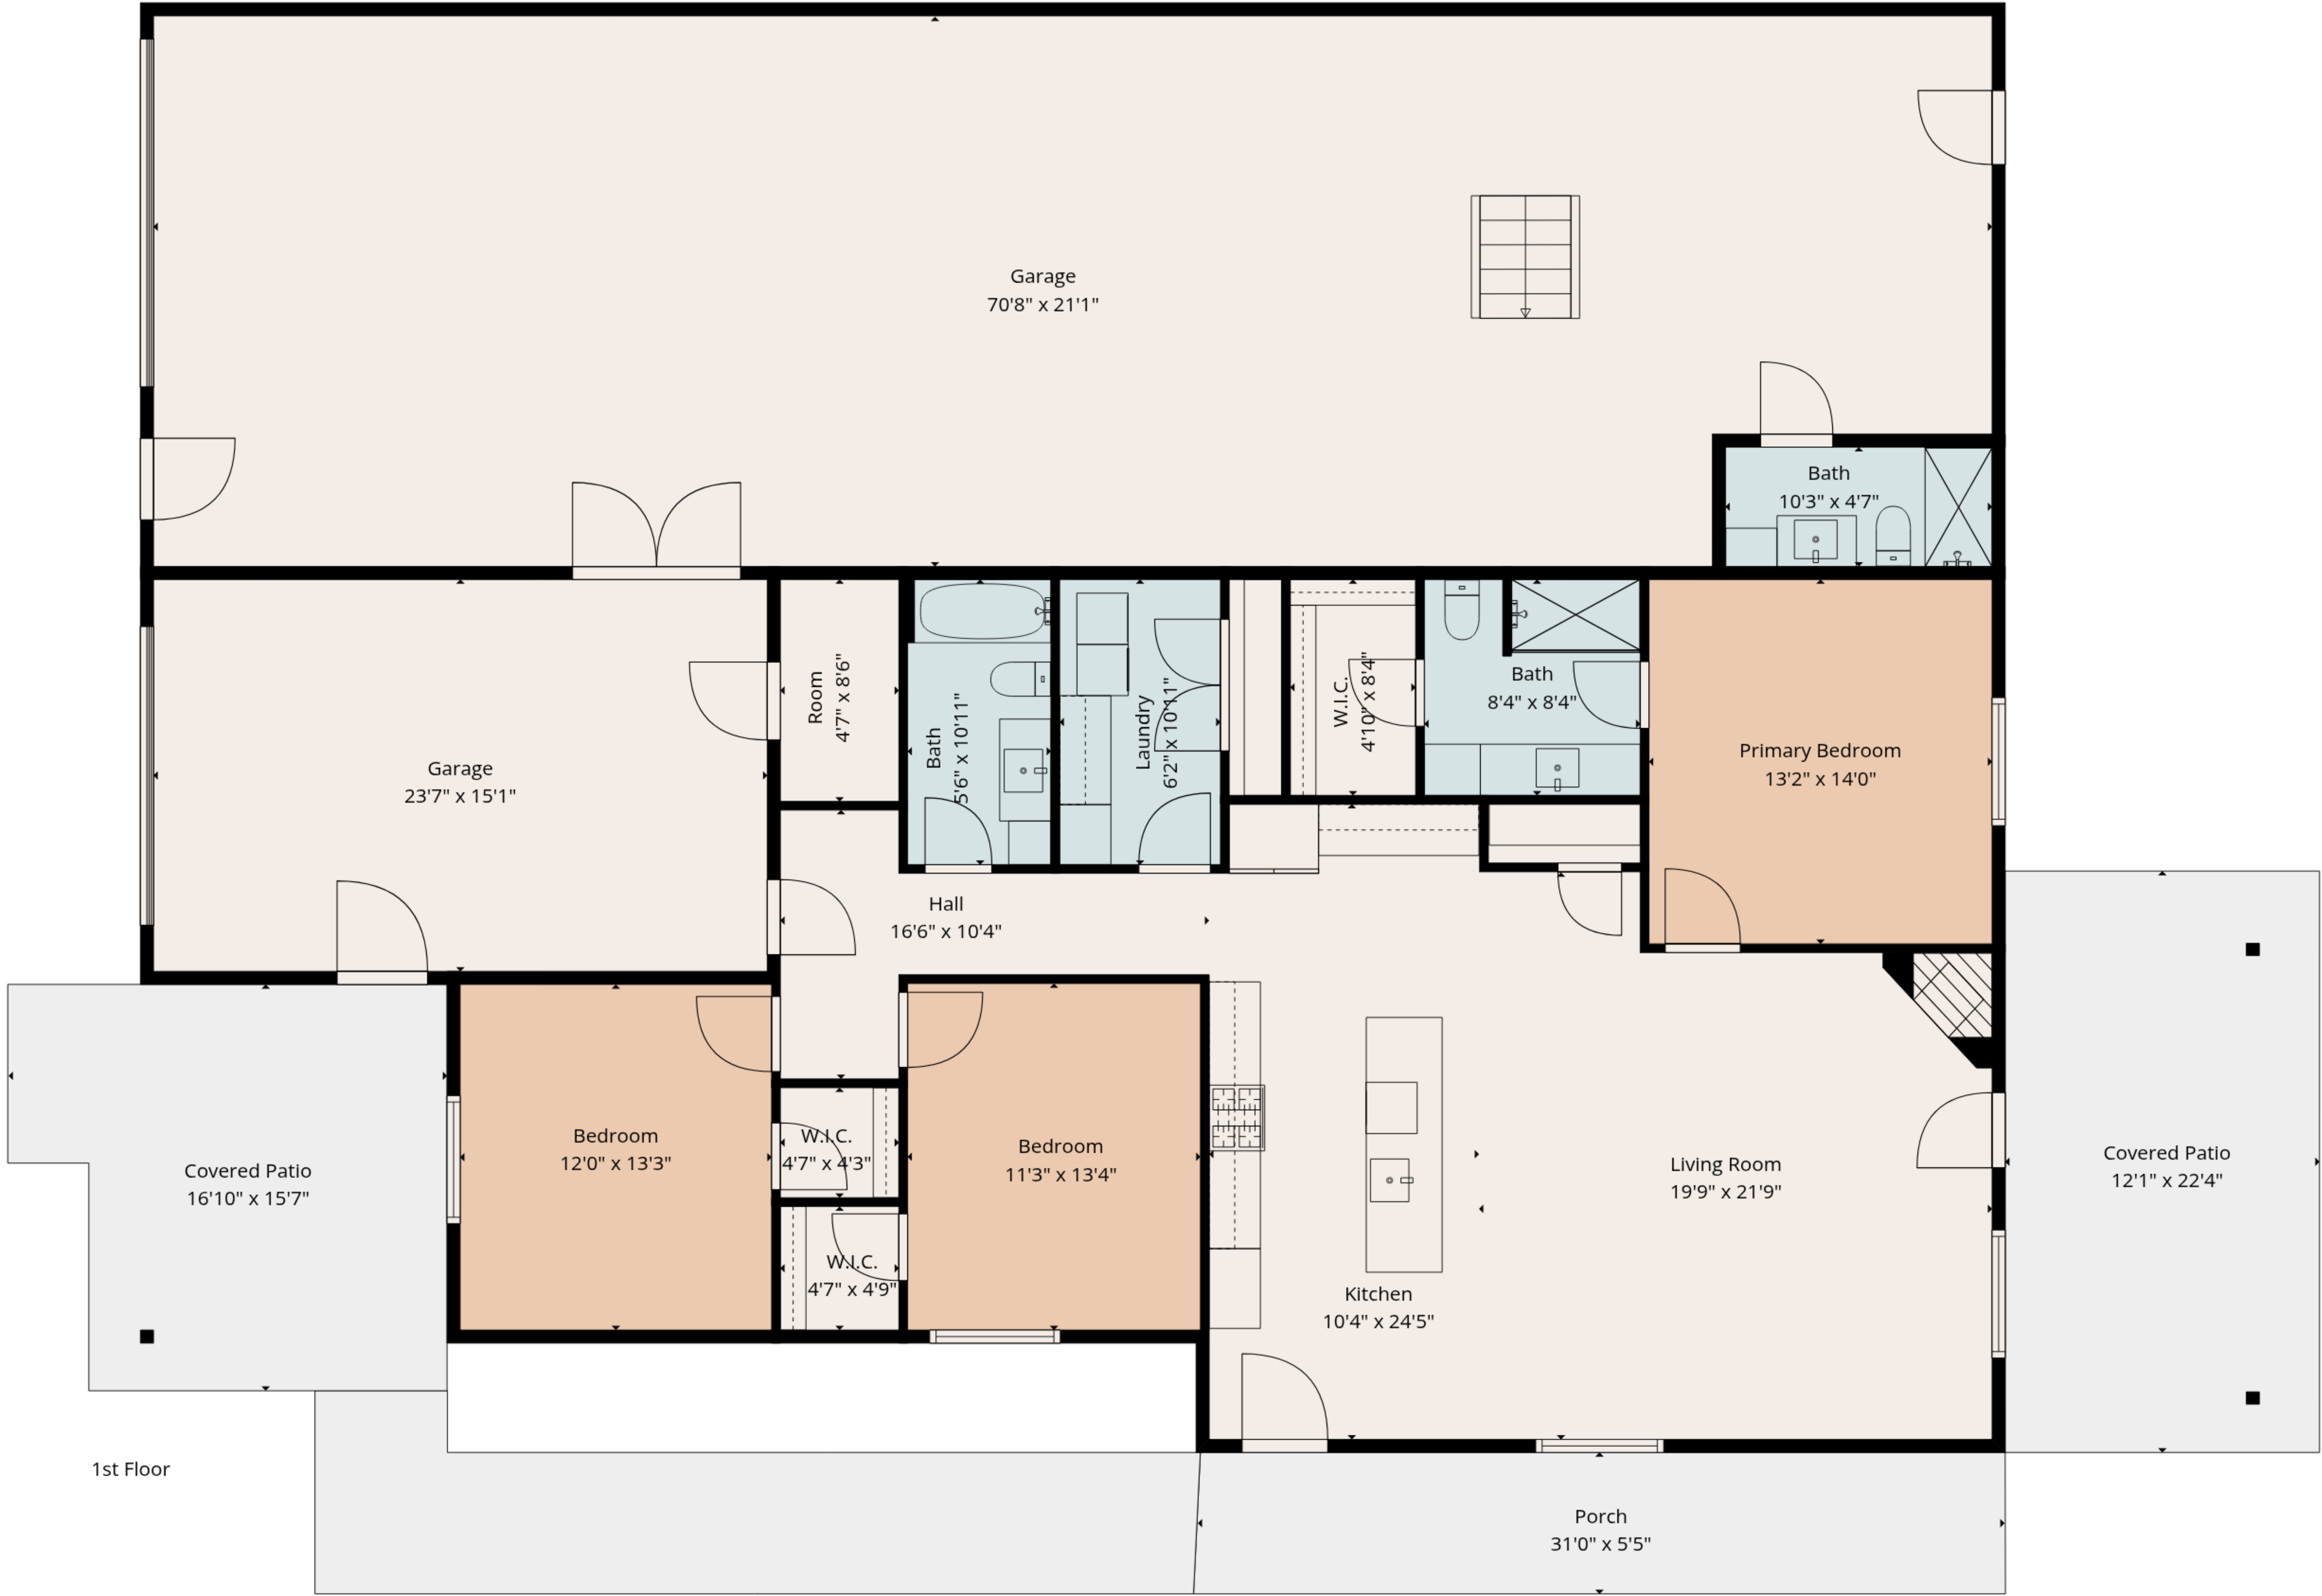 Garage
70'8" x 21'1"
Bath
10'3" x 4'7"
Garage
23'7" x 15'1"
Room
4'7" x 8'6"
Bath
5'6" x 10'11"
Laundry
6'2" x 10'11"
W.I.C.
4'10" x 8'4"
Bath
8'4" x 8'4"
Primary Bedroom
13'2" x 14'0"
Hall
16'6" x 10'4"
Covered Patio
16'10" x 15'7"
Bedroom
12'0" x 13'3"
W.I.C.
4'7" x 4'3"
W.I.C.
4'7" x 4'9"
Bedroom
11'3" x 13'4"
Kitchen
10'4" x 24'5"
Living Room
19'9" x 21'9"
Covered Patio
12'1" x 22'4"
1st Floor
Porch
31'0" x 5'5"